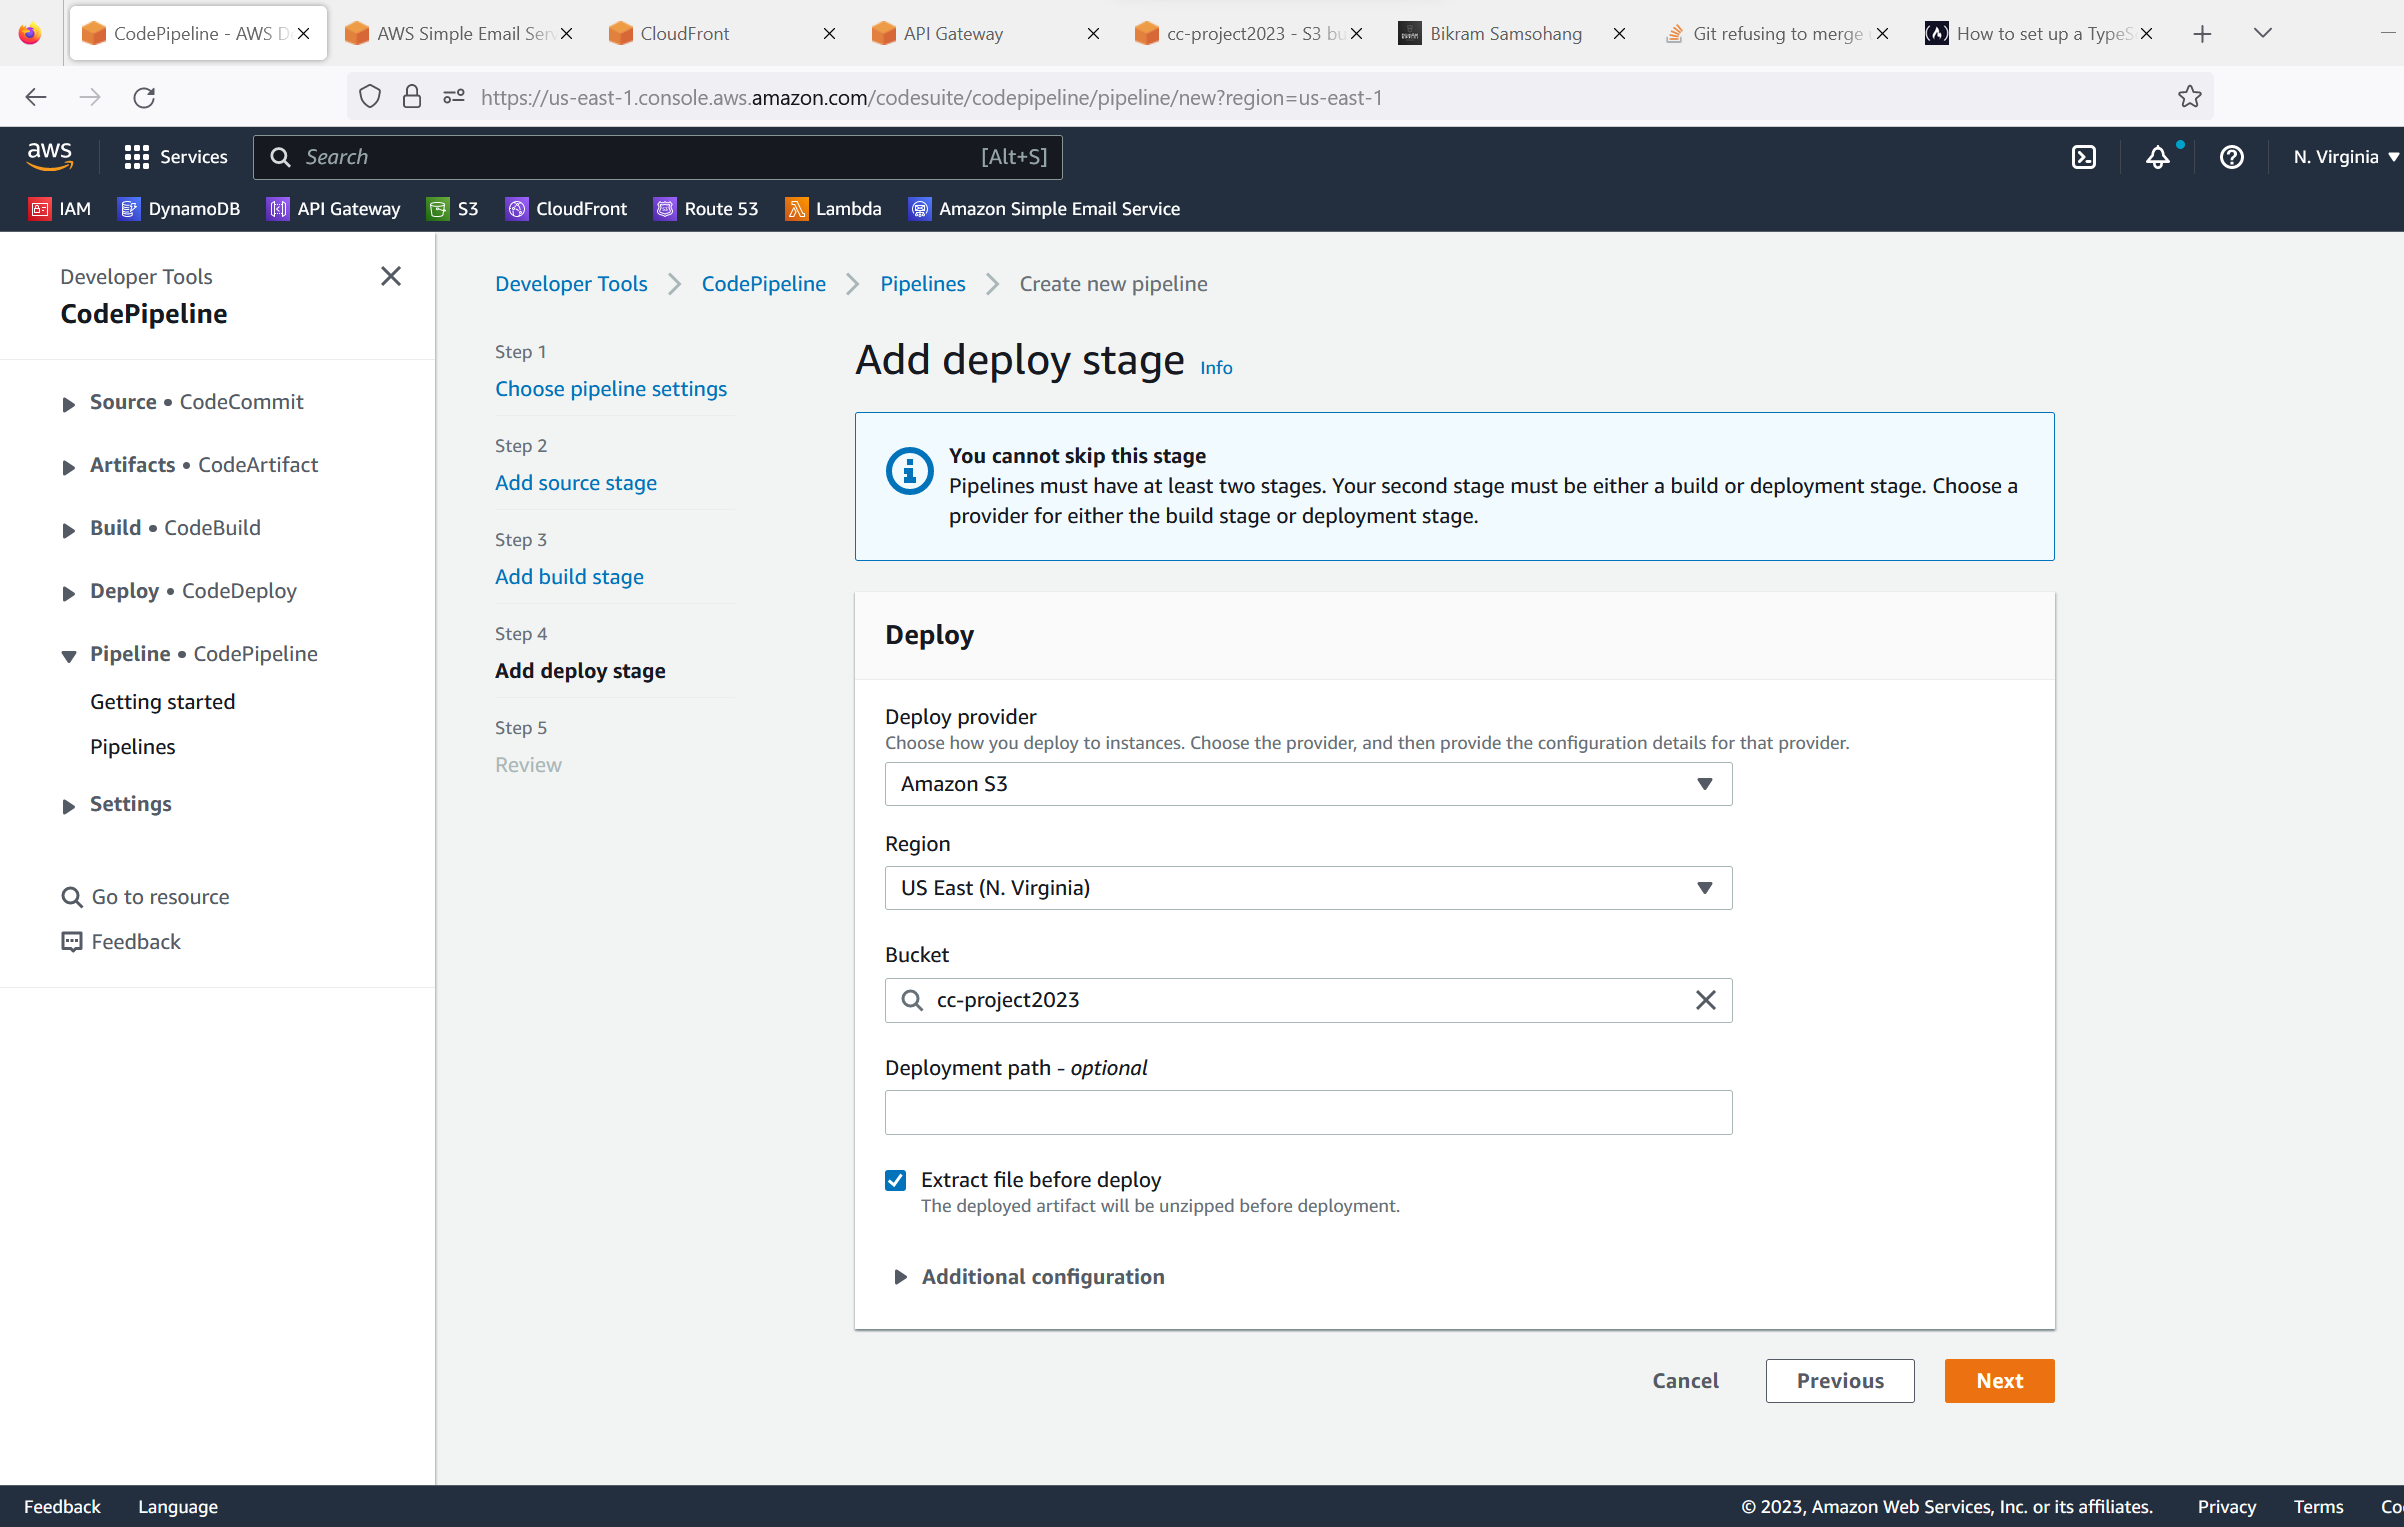 CodePipeline - AWS D
AWS Simple Email Ser
CloudFront
API Gateway
cc-project2023 - S3 bu
Bikram Samsohang
Git refusing to merge
How to set up a TypeS
https://us-east-1.console.aws.amazon.com/codesuite/codepipeline/pipeline/new?region=us-east-1
aws
Services
Search
[Alt+S]
N. Virginia
IAM
DynamoDB
API Gateway
S3
CloudFront
Route 53
Lambda
Amazon Simple Email Service
Developer Tools
CodePipeline
Source • CodeCommit
Artifacts • CodeArtifact
Build • CodeBuild
Deploy • CodeDeploy
Pipeline • CodePipeline
Getting started
Pipelines
Settings
Go to resource
Feedback
Developer Tools
CodePipeline
Pipelines
Create new pipeline
Step 1
Choose pipeline settings
Step 2
Add source stage
Step 3
Add build stage
Step 4
Add deploy stage
Step 5
Review
Add deploy stage Info
You cannot skip this stage
Pipelines must have at least two stages. Your second stage must be either a build or deployment stage. Choose a
provider for either the build stage or deployment stage.
Deploy
Deploy provider
Choose how you deploy to instances. Choose the provider, and then provide the configuration details for that provider.
Amazon S3
Region
US East (N. Virginia)
Bucket
cc-project2023
Deployment path - optional
Extract file before deploy
The deployed artifact will be unzipped before deployment.
Additional configuration
Cancel
Previous
Next
Feedback
Language
© 2023, Amazon Web Services, Inc. or its affiliates.
Privacy
Terms
Co